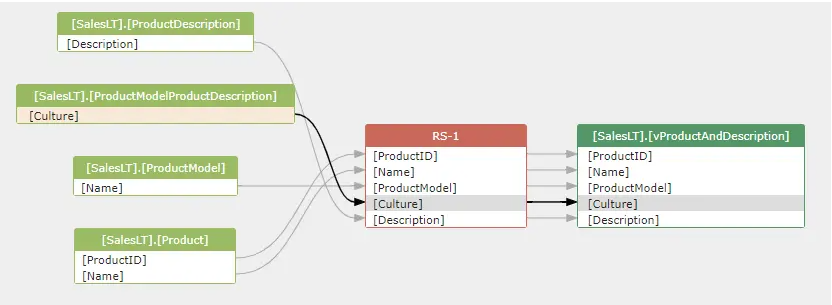 [SalesLT].[ProductDescription]
[Description]
[SalesLT].[ProductModelProductDescription]
[Culture]
[SalesLT].[ProductModel]
[Name]
[SalesLT].[Product]
[ProductID]
[Name]
RS-1
[ProductID]
[Name]
[ProductModel]
[Culture]
[Description]
[SalesLT].[vProductAndDescription]
[ProductID]
[Name]
[ProductModel]
[Culture]
[Description]